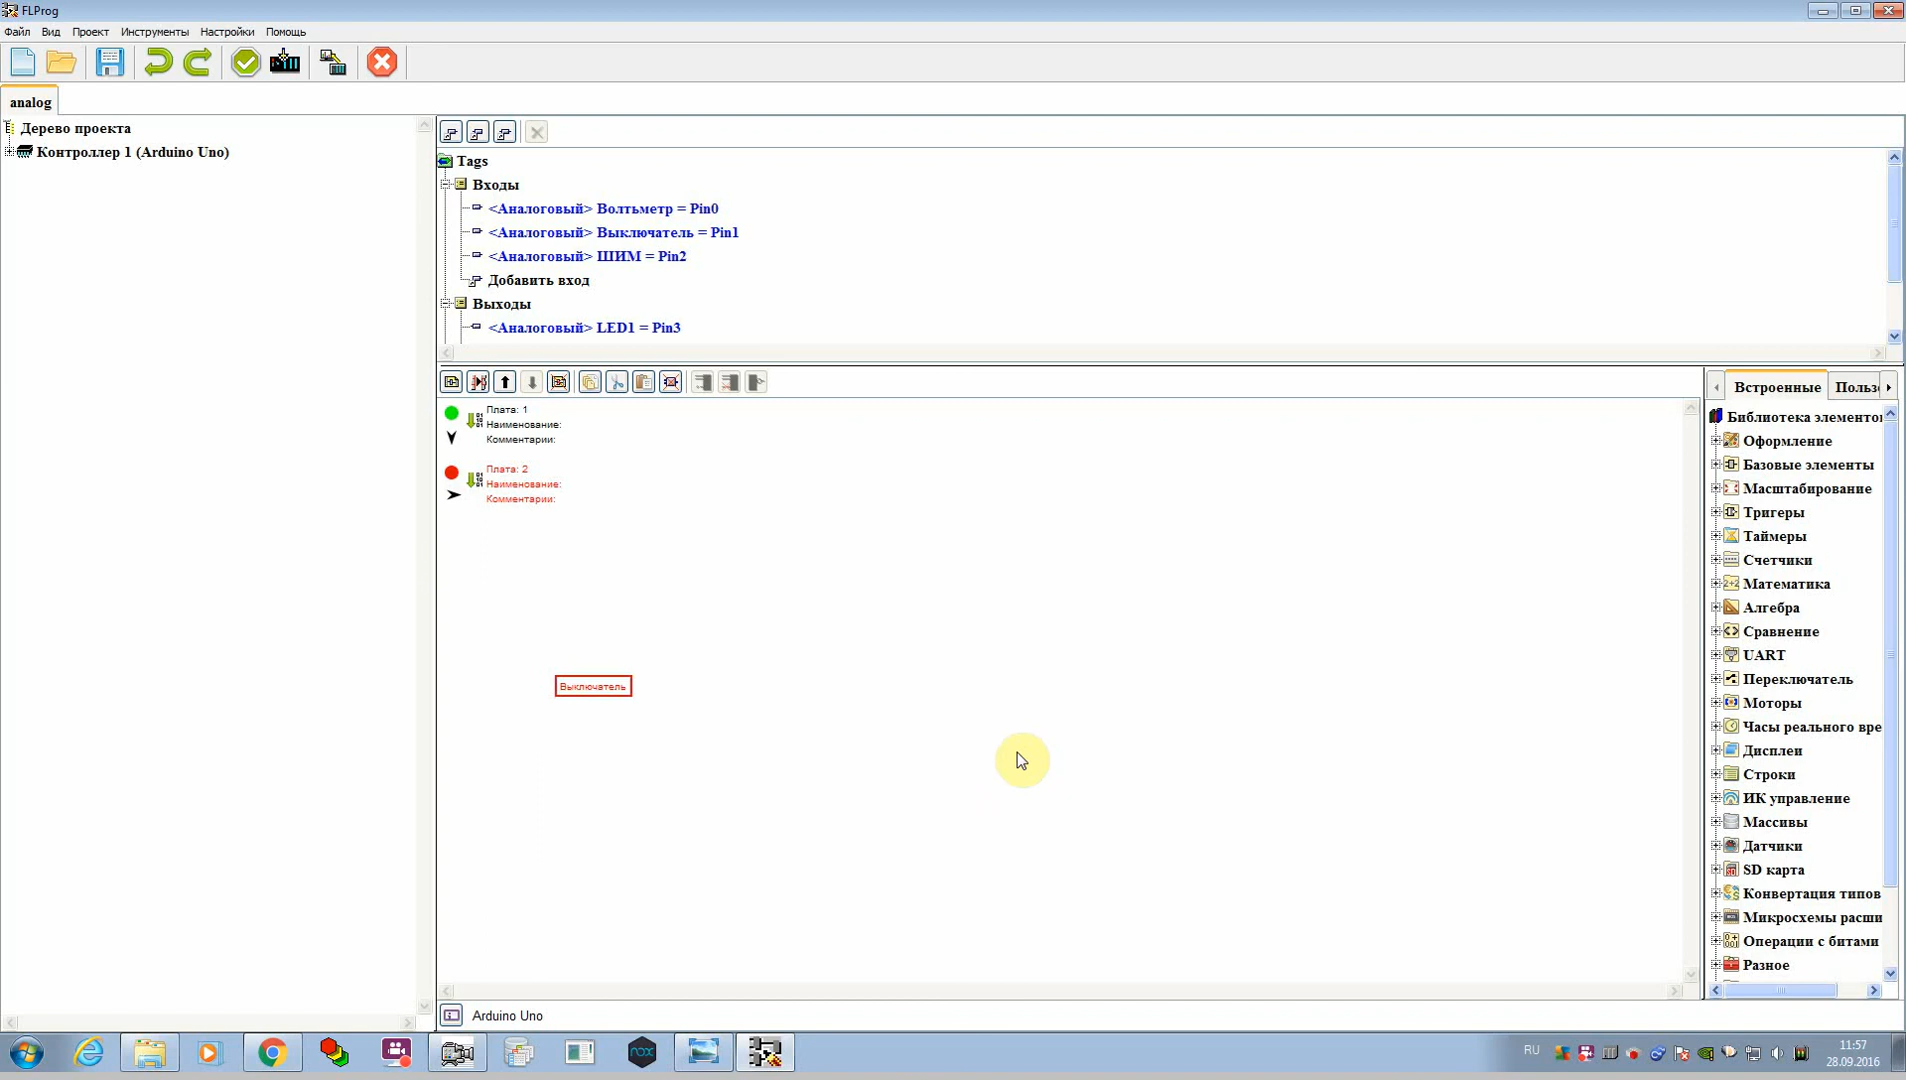 FLProg
Файл Вид Проект Инструменты Настройки Помощь
analog
Дерево проекта
Контроллер 1 (Arduino Uno)
Tags
Входы
<Аналоговый> Волтьметр = Pin0
<Аналоговый> Выключатель = Pin1
<Аналоговый> ШИМ = Pin2
Добавить вход
Выходы
<Аналоговый> LED1 = Pin3
Плата: 1
Наименование:
Комментарии:
Плата: 2
Наименование:
Комментарии:
Выключатель
Встроенные Польз
Библиотека элементо
Оформление
Базовые элементы
Масштабирование
Тригеры
Таймеры
Счетчики
Математика
Алгебра
Сравнение
UART
Переключатель
Моторы
Часы реального вре
Дисплеи
Строки
ИК управление
Массивы
Датчики
SD карта
Конвертация типов
Микросхемы расши
Операции с битами
Разное
Arduino Uno
nox
RU
11:57
28.09.2016